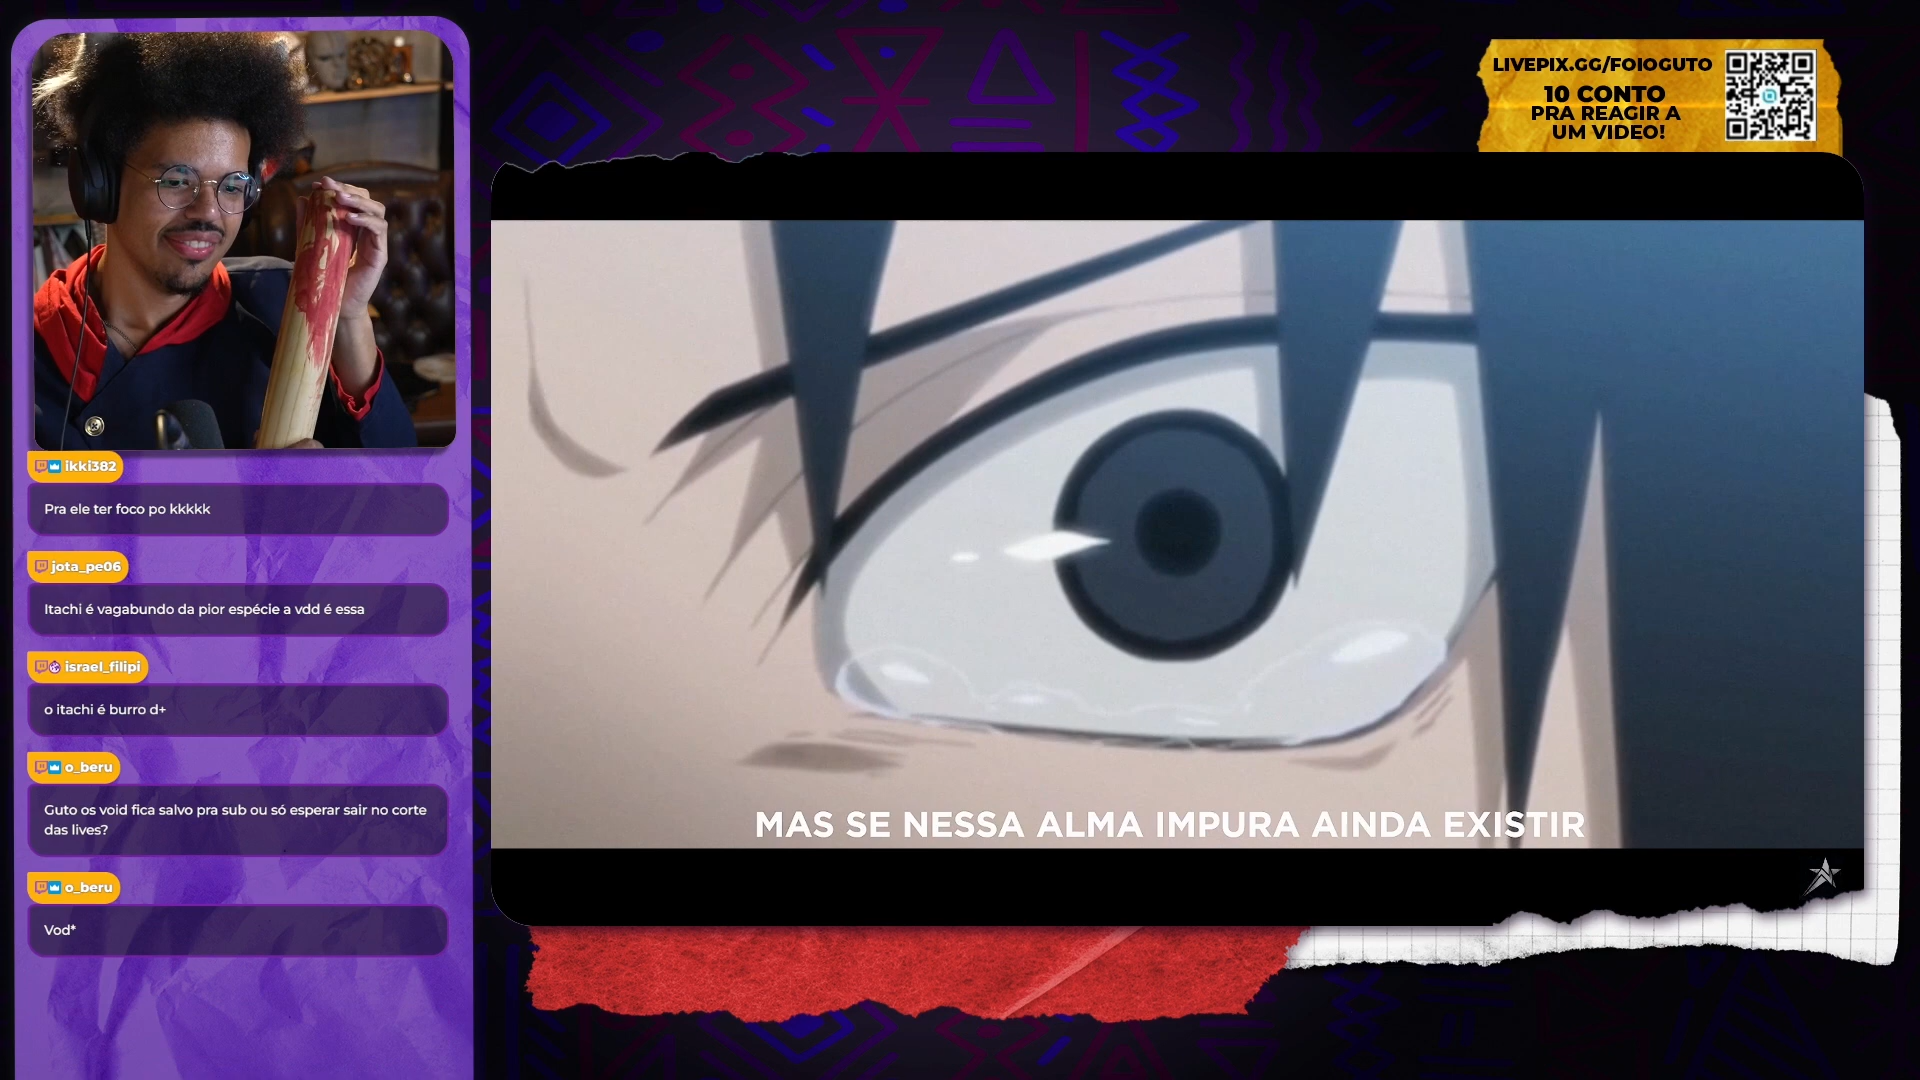 LIVEPIX.GG/FOIOGUTO
10 CONTO
PRA REAGIR A
UM VIDEO!
ikki382
Pra ele ter foco po kkkkk
jota_pe06
Itachi é vagabundo da pior espécie a vdd é essa
israel_filipi
o itachi é burro d+
o_beru
Guto os void fica salvo pra sub ou só esperar sair no corte
das lives?
o_beru
Vod*
MAS SE NESSA ALMA IMPURA AINDA EXISTIR